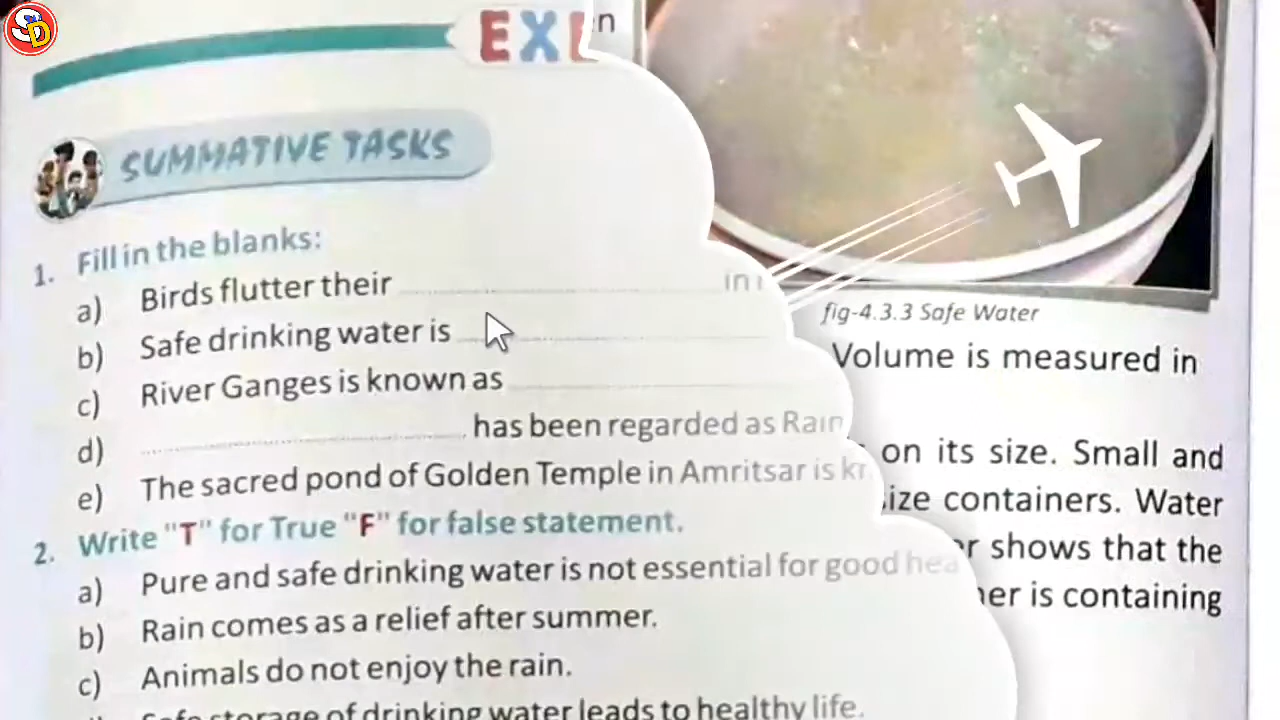 SD
EX
SUMMATIVE TASKS
1. Fill in the blanks:
a) Birds flutter their ........ in
b) Safe drinking water is ........
c) River Ganges is known as ........
d) ........ has been regarded as Rain
e) The sacred pond of Golden Temple in Amritsar is
2. Write "T" for True "F" for false statement.
a) Pure and safe drinking water is not essential for good
b) Rain comes as a relief after summer.
c) Animals do not enjoy the rain.
Safe storage of drinking water leads to healthy life.
fig-4.3.3 Safe Water
Volume is measured in
on its size. Small and
size containers. Water
shows that the
is containing